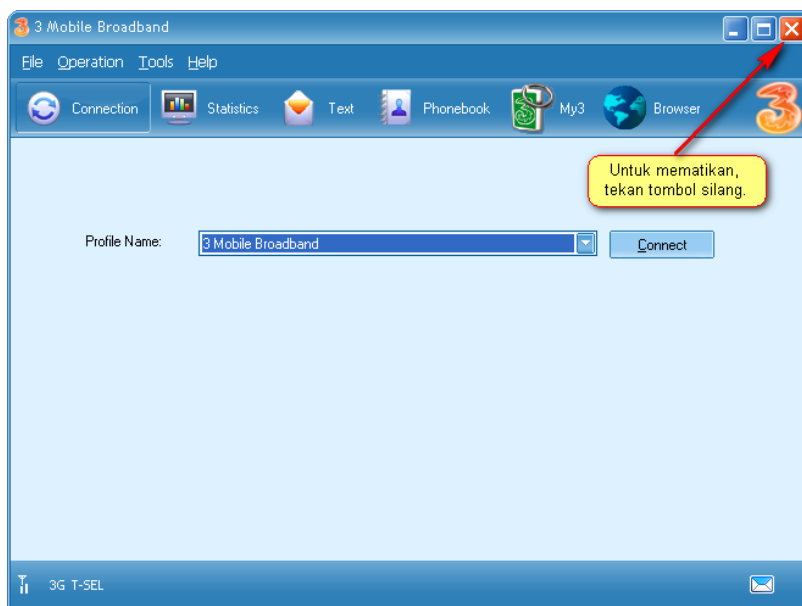 3 Mobile Broadband
File Operation Tools Help
Connection Statistics Text Phonebook My3 Browser
Untuk mematikan,
tekan tombol silang.
Profile Name: 3 Mobile Broadband Connect
3G T-SEL